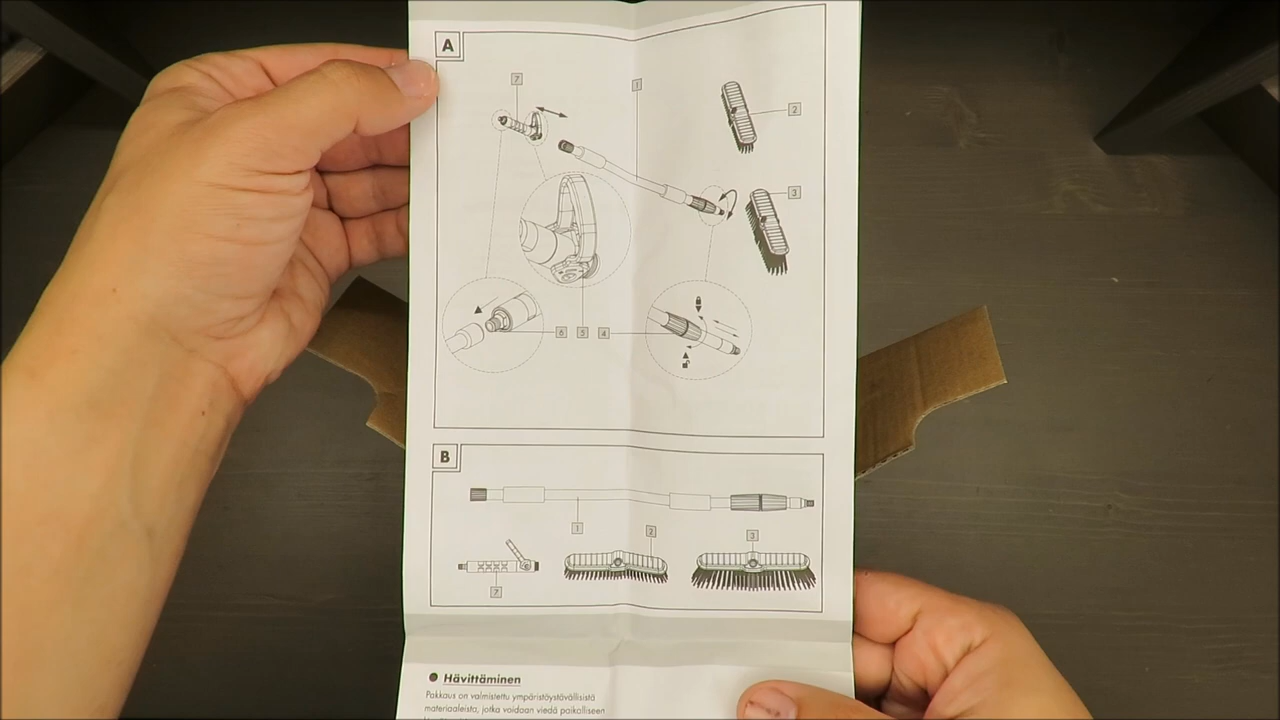 A
7
1
2
3
6 5 4
B
1
2
3
7
● Hävittäminen
Pakkaus on valmistettu ympäristöystävällisistä
materiaaleista, jotka voidaan viedä paikalliseen